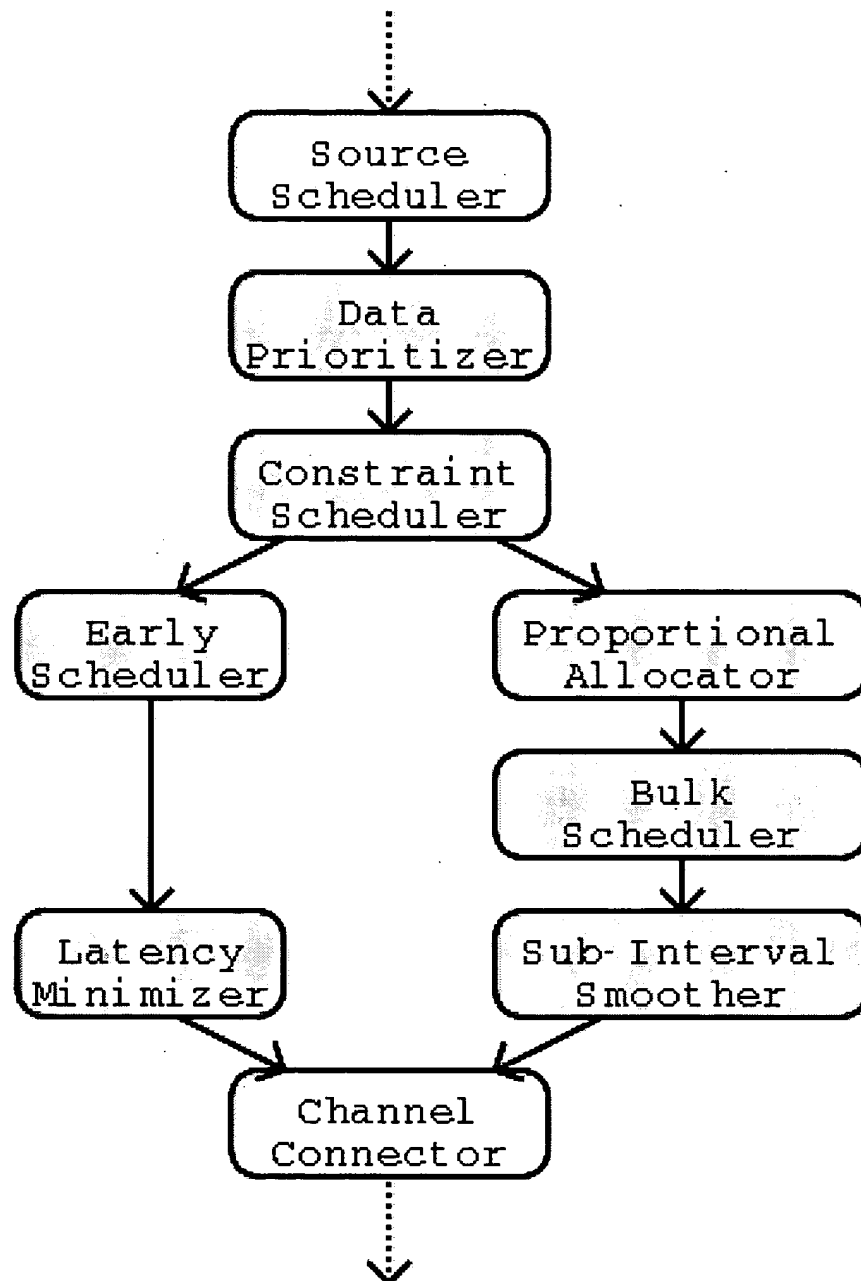 Source
Scheduler
Data
Prioritizer
Constraint
Scheduler
Early
Scheduler
Proportional
Allocator
Bulk
Scheduler
Latency
Minimizer
Sub-Interval
Smoother
Channel
Connector